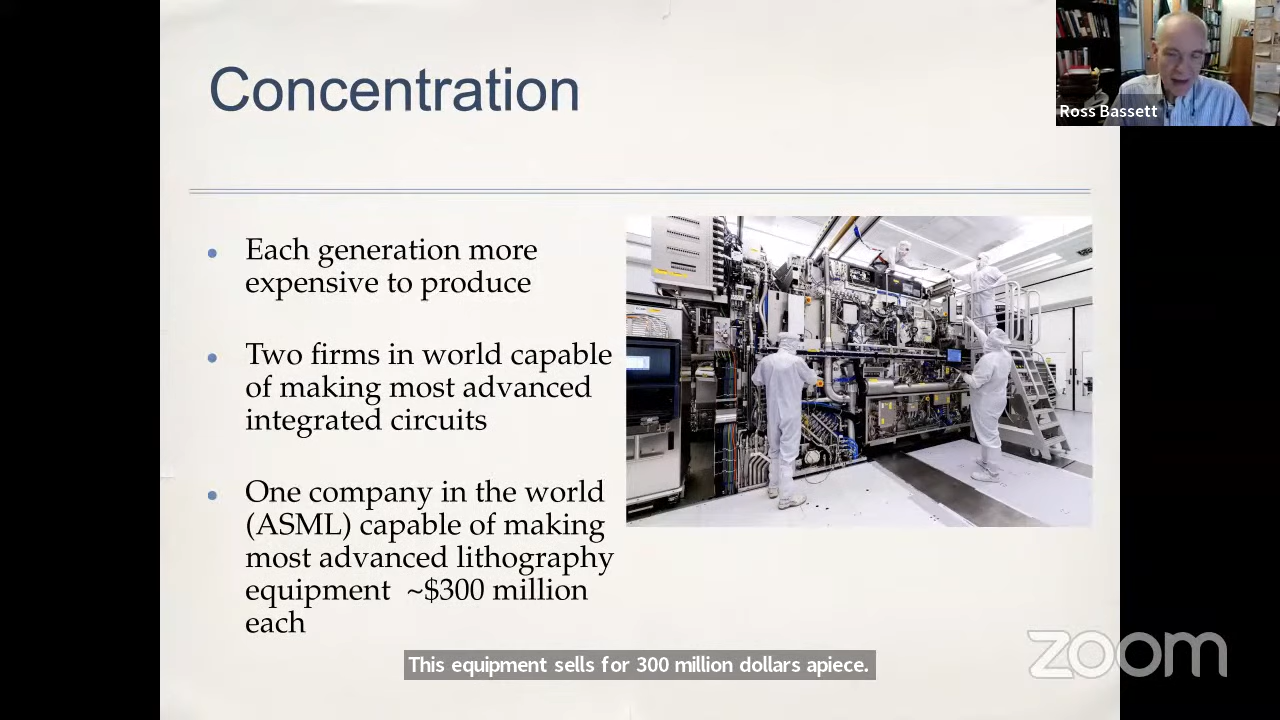 Concentration
Ross Bassett
Each generation more
expensive to produce
Two firms in world capable
of making most advanced
integrated circuits
One company in the world
(ASML) capable of making
most advanced lithography
equipment ~$300 million
each
This equipment sells for 300 million dollars apiece.
zoom